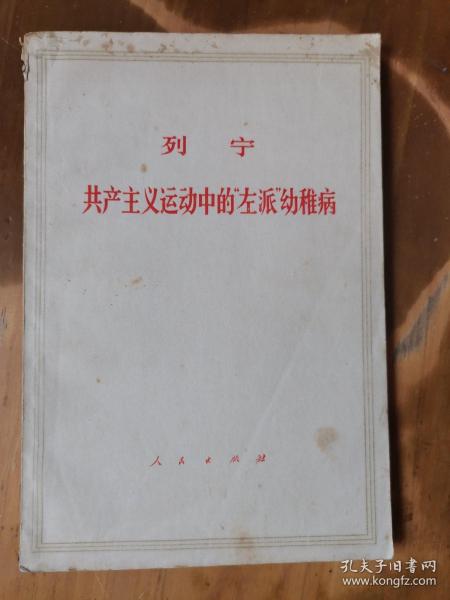 列 宁
共产主义运动中的“左派”幼稚病
人民出版社
孔夫子旧书网
www.kongfz.com